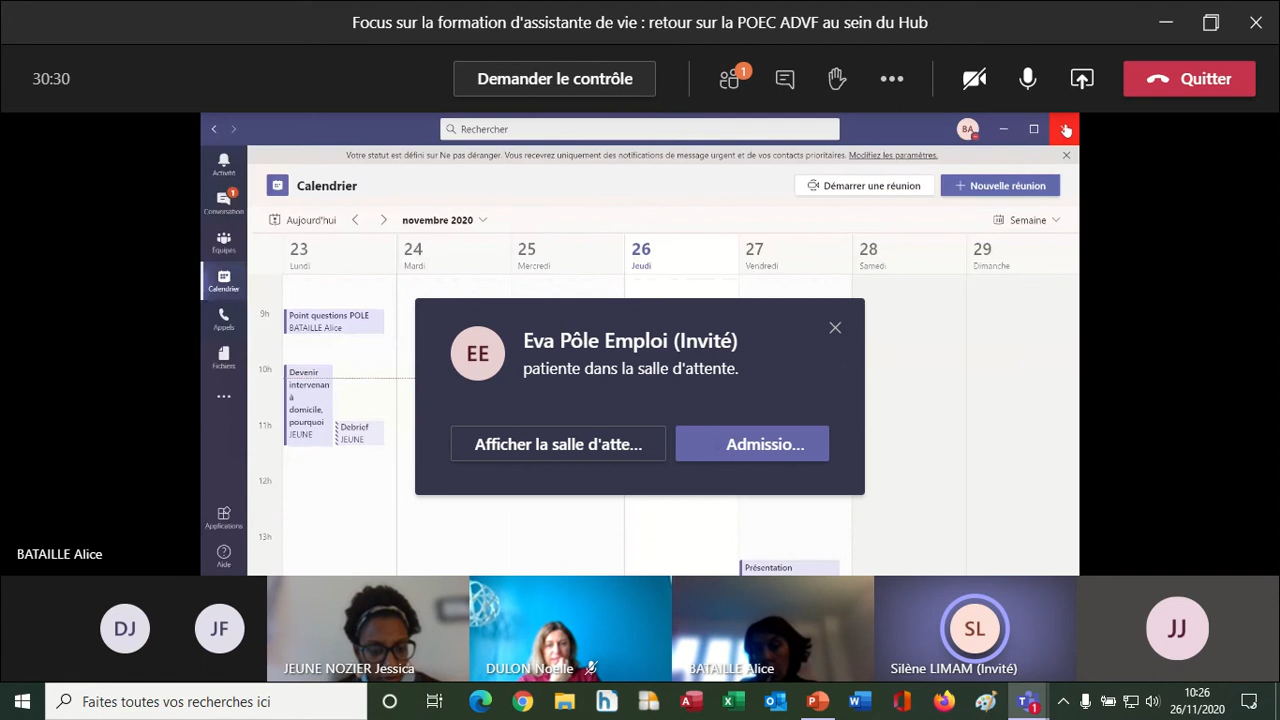 Focus sur la formation d'assistante de vie : retour sur la POEC ADVF au sein du Hub
30:30
Demander le contrôle
1
Quitter
Rechercher
BA
Votre statut est défini sur Ne pas déranger. Vous recevrez uniquement des notifications de message urgent et de vos contacts prioritaires. Modifiez les paramètres.
Activité
Calendrier
Démarrer une réunion
Nouvelle réunion
1
Conversation
Aujourd'hui
novembre 2020
Semaine
Équipes
23
Lundi
24
Mardi
25
Mercredi
26
Jeudi
27
Vendredi
28
Samedi
29
Dimanche
Calendrier
Appels
Fichiers
9h
Point questions POLE
BATAILLE Alice
10h
Devenir
intervenan
à
domicile,
pourquoi
JEUNE
11h
Debrief
JEUNE
12h
13h
Présentation
EE
Eva Pôle Emploi (Invité)
patiente dans la salle d'attente.
Afficher la salle d'atte...
Admissio...
Applications
Aide
BATAILLE Alice
DJ
JF
JEUNE NOZIER Jessica
DULON Noelle
BATAILLE Alice
SL
Silène LIMAM (Invité)
JJ
Faites toutes vos recherches ici
1
10:26
26/11/2020